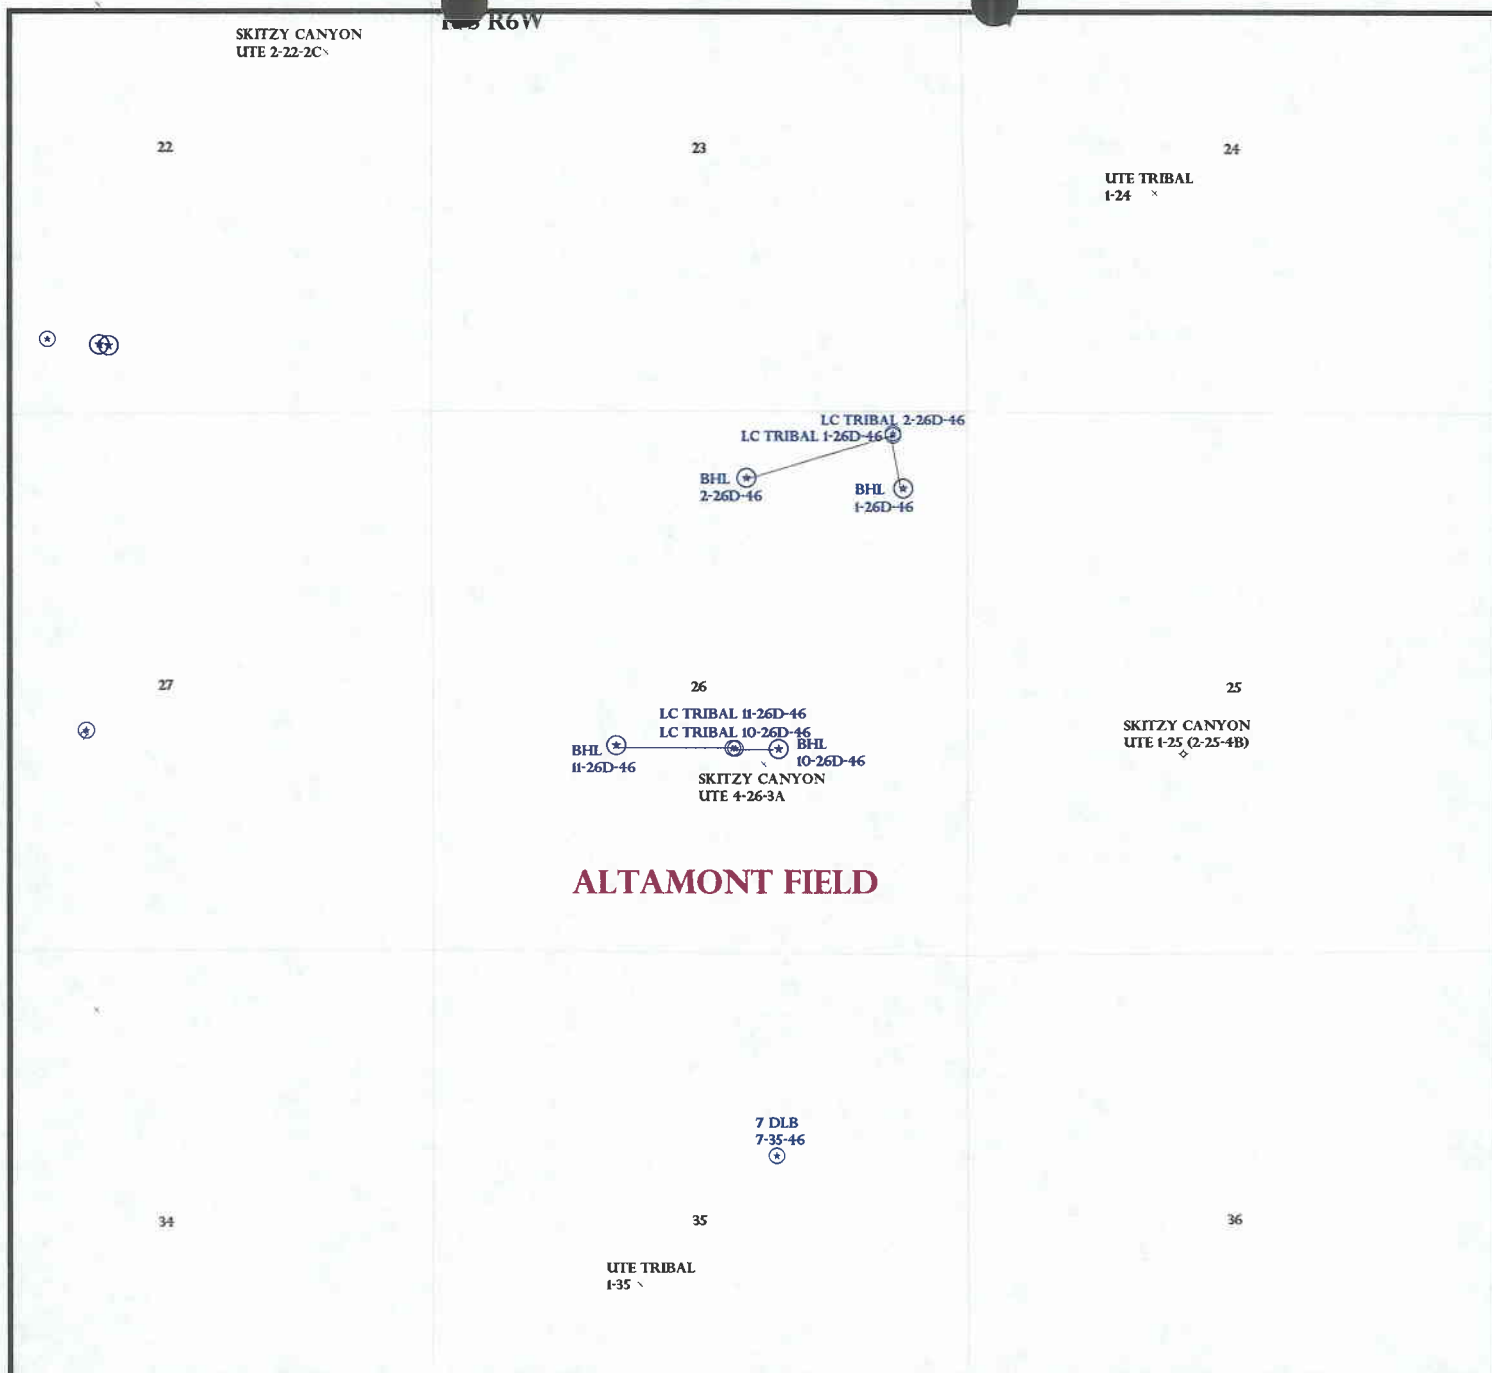 R6W
SKITZY CANYON
UTE 2-22-2C
22
23
24
UTE TRIBAL
1-24
LC TRIBAL 2-26D-46
LC TRIBAL 1-26D-46
BHL
2-26D-46
BHL
1-26D-46
27
26
25
LC TRIBAL 11-26D-46
LC TRIBAL 10-26D-46
BHL
11-26D-46
BHL
10-26D-46
SKITZY CANYON
UTE 4-26-3A
SKITZY CANYON
UTE 1-25 (2-25-4B)
ALTAMONT FIELD
7 DLB
7-35-46
34
35
36
UTE TRIBAL
1-35